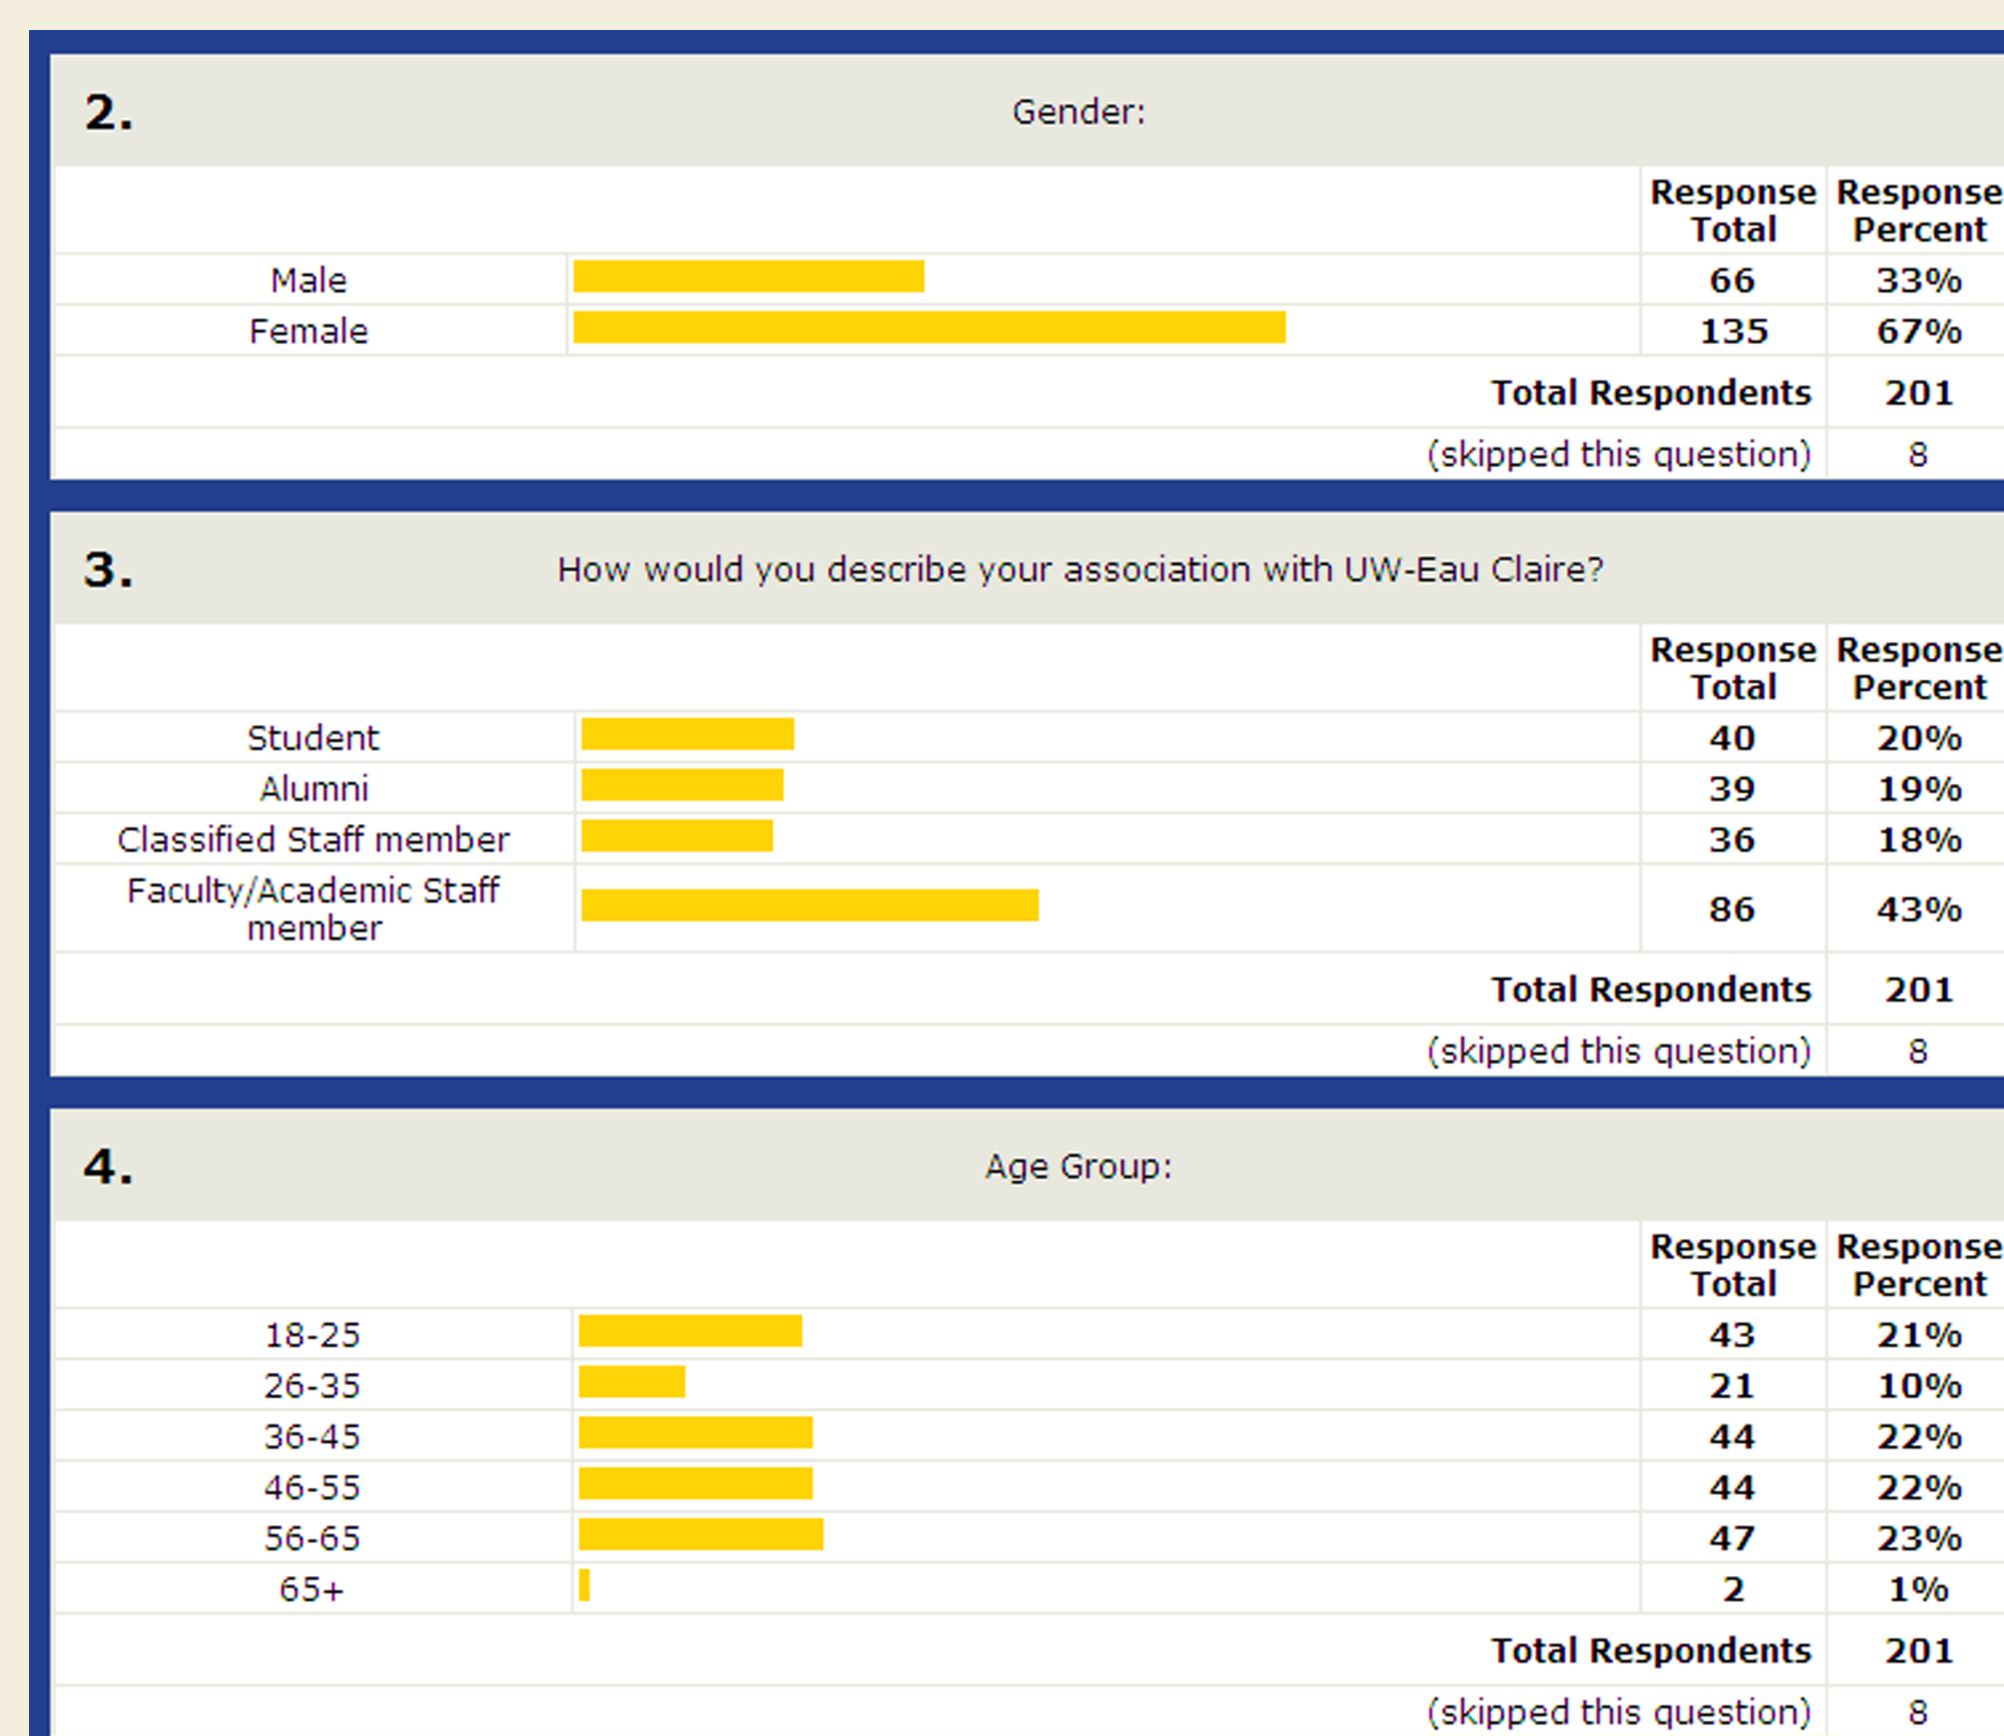 2. Gender:
Response Response
Total Percent
Male 66 33%
Female 135 67%
Total Respondents 201
(skipped this question) 8
3. How would you describe your association with UW-Eau Claire?
Response Response
Total Percent
Student 40 20%
Alumni 39 19%
Classified Staff member 36 18%
Faculty/Academic Staff
member 86 43%
Total Respondents 201
(skipped this question) 8
4. Age Group:
Response Response
Total Percent
18-25 43 21%
26-35 21 10%
36-45 44 22%
46-55 44 22%
56-65 47 23%
65+ 2 1%
Total Respondents 201
(skipped this question) 8